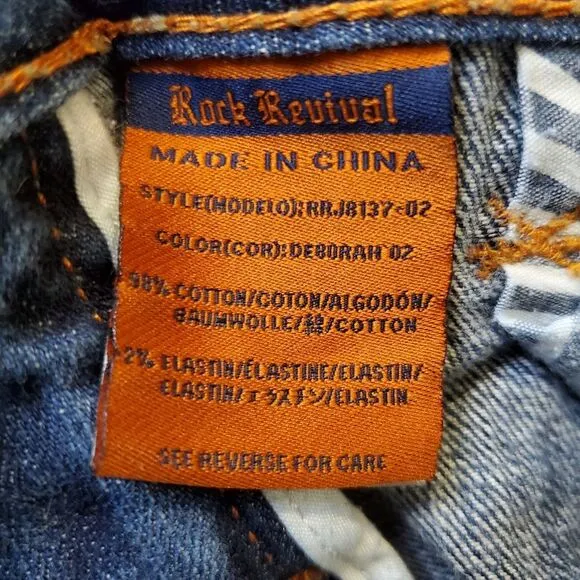 Rock Revival
MADE IN CHINA
STYLE(MODELO):RRJ8137-02
COLOR(COR):DEBORAH 02
98% COTTON/COTON/ALGODÓN/
BAUMWOLLE/綿/COTTON
2% ELASTIN/ÉLASTINE/ELASTIN/
ELASTIN/エラスチン/ELASTIN
SEE REVERSE FOR CARE